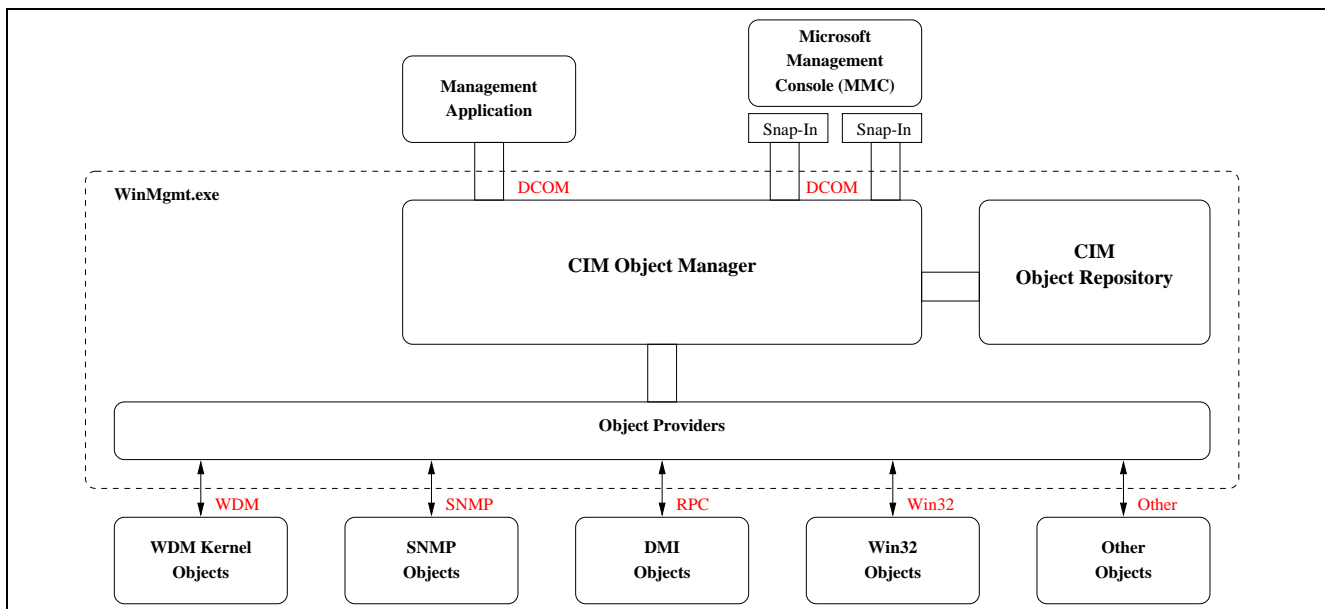 Microsoft
Management
Console (MMC)
Management
Application
Snap-In
Snap-In
DCOM
DCOM
WinMgmt.exe
CIM Object Manager
CIM
Object Repository
Object Providers
WDM
SNMP
RPC
Win32
Other
WDM Kernel
Objects
SNMP
Objects
DMI
Objects
Win32
Objects
Other
Objects